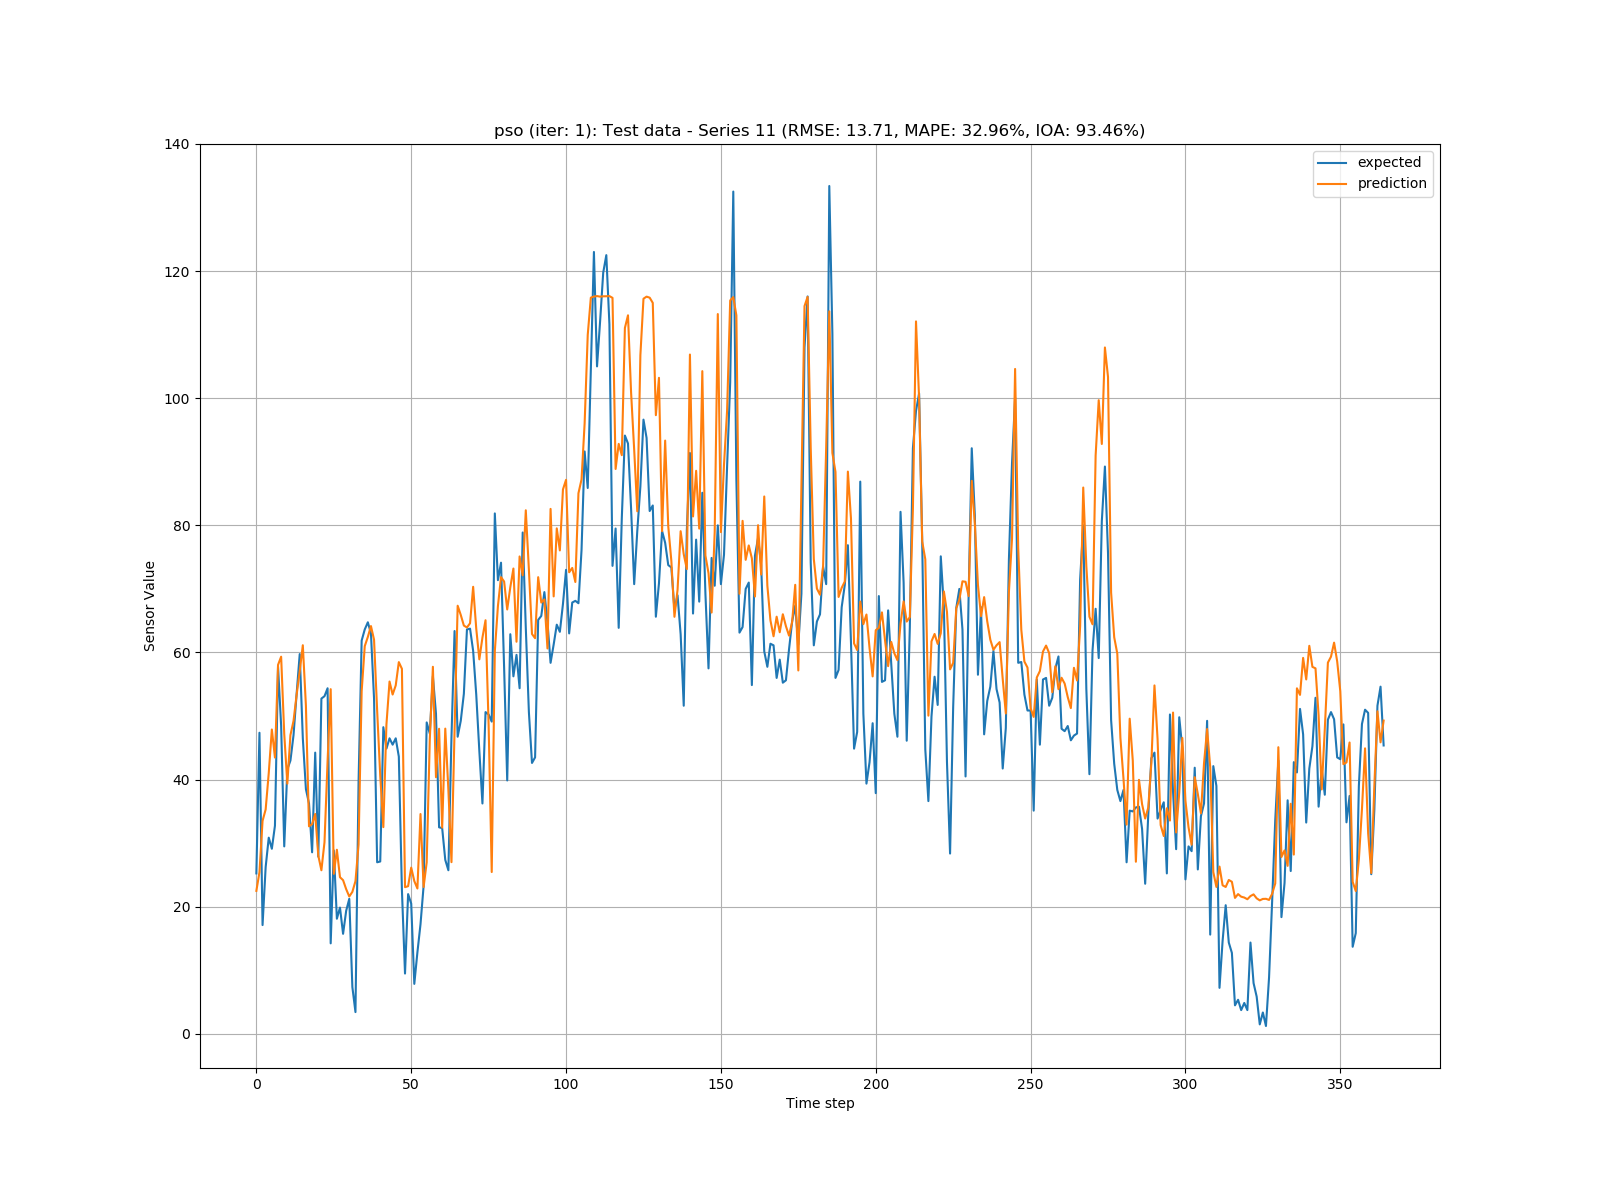 pso (iter: 1): Test data - Series 11 (RMSE: 13.71, MAPE: 32.96%, IOA: 93.46%)
140
120
100
80
60
40
20
0
Sensor Value
expected
prediction
0 50 100 150 200 250 300 350
Time step